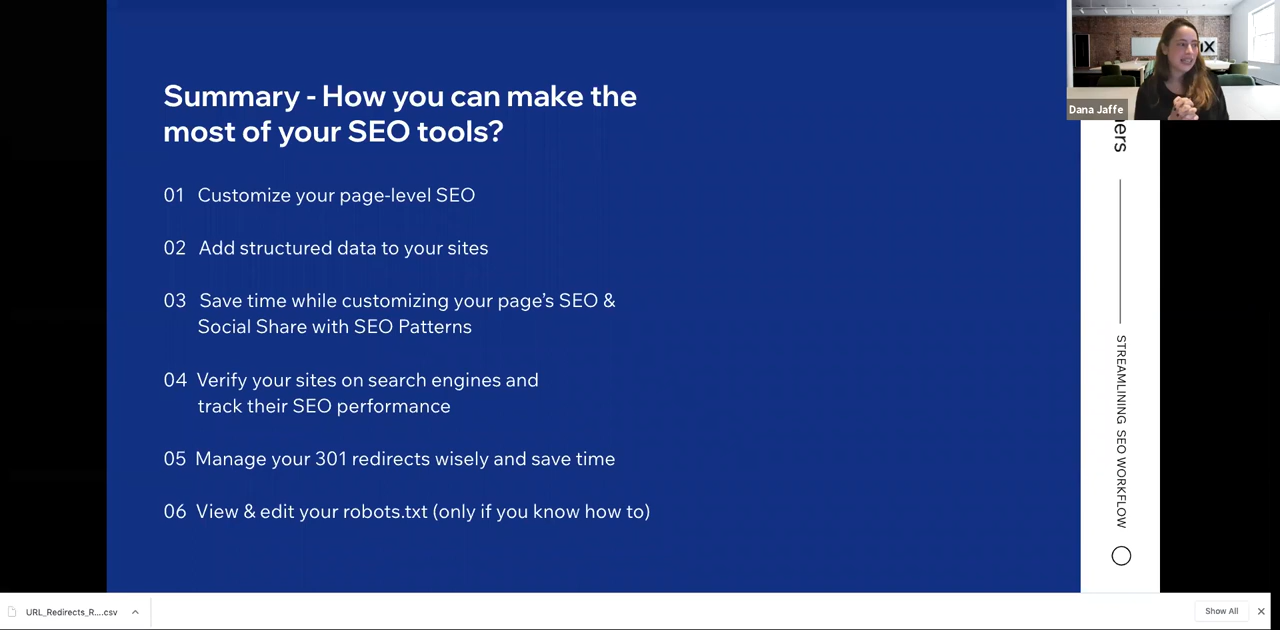 Summary - How you can make the
most of your SEO tools?
01 Customize your page-level SEO
02 Add structured data to your sites
03 Save time while customizing your page's SEO &
Social Share with SEO Patterns
04 Verify your sites on search engines and
track their SEO performance
05 Manage your 301 redirects wisely and save time
06 View & edit your robots.txt (only if you know how to)
Dana Jaffe
STREAMLINING SEO WORKFLOW
URL_Redirects_R....csv
Show All